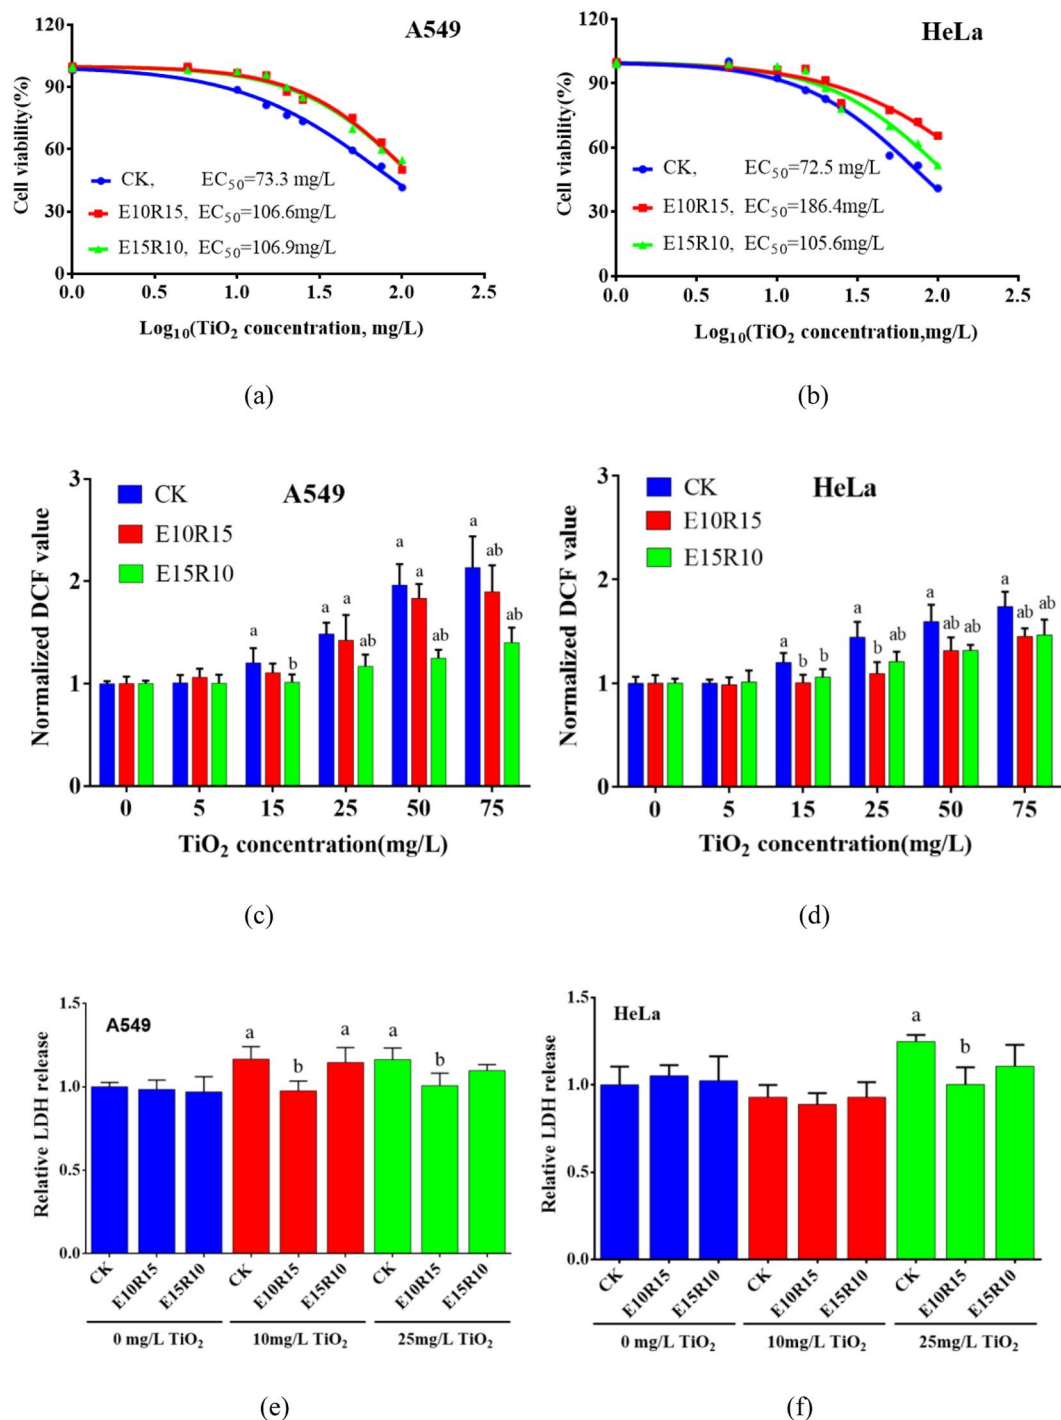 A549
Cell viability(%)
120
90
60
30
0
CK, EC50=73.3 mg/L
E10R15, EC50=106.6mg/L
E15R10, EC50=106.9mg/L
0.0 0.5 1.0 1.5 2.0 2.5
Log10(TiO2 concentration, mg/L)
(a)
HeLa
Cell viability(%)
120
90
60
30
0
CK, EC50=72.5 mg/L
E10R15, EC50=186.4mg/L
E15R10, EC50=105.6mg/L
0.0 0.5 1.0 1.5 2.0 2.5
Log10(TiO2 concentration,mg/L)
(b)
A549
Normalized DCF value
3
2
1
0
CK
E10R15
E15R10
a b
a a ab
a a ab
a ab ab
0 5 15 25 50 75
TiO2 concentration(mg/L)
(c)
HeLa
Normalized DCF value
3
2
1
0
CK
E10R15
E15R10
a b b
a b ab
a ab ab
a ab ab
0 5 15 25 50 75
TiO2 concentration(mg/L)
(d)
A549
Relative LDH release
1.5
1.0
0.5
0.0
a b a a b
CK E10R15 E15R10 CK E10R15 E15R10 CK E10R15 E15R10
0 mg/L TiO2 10mg/L TiO2 25mg/L TiO2
(e)
HeLa
Relative LDH release
1.5
1.0
0.5
0.0
a b
CK E10R15 E15R10 CK E10R15 E15R10 CK E10R15 E15R10
0 mg/L TiO2 10mg/L TiO2 25mg/L TiO2
(f)